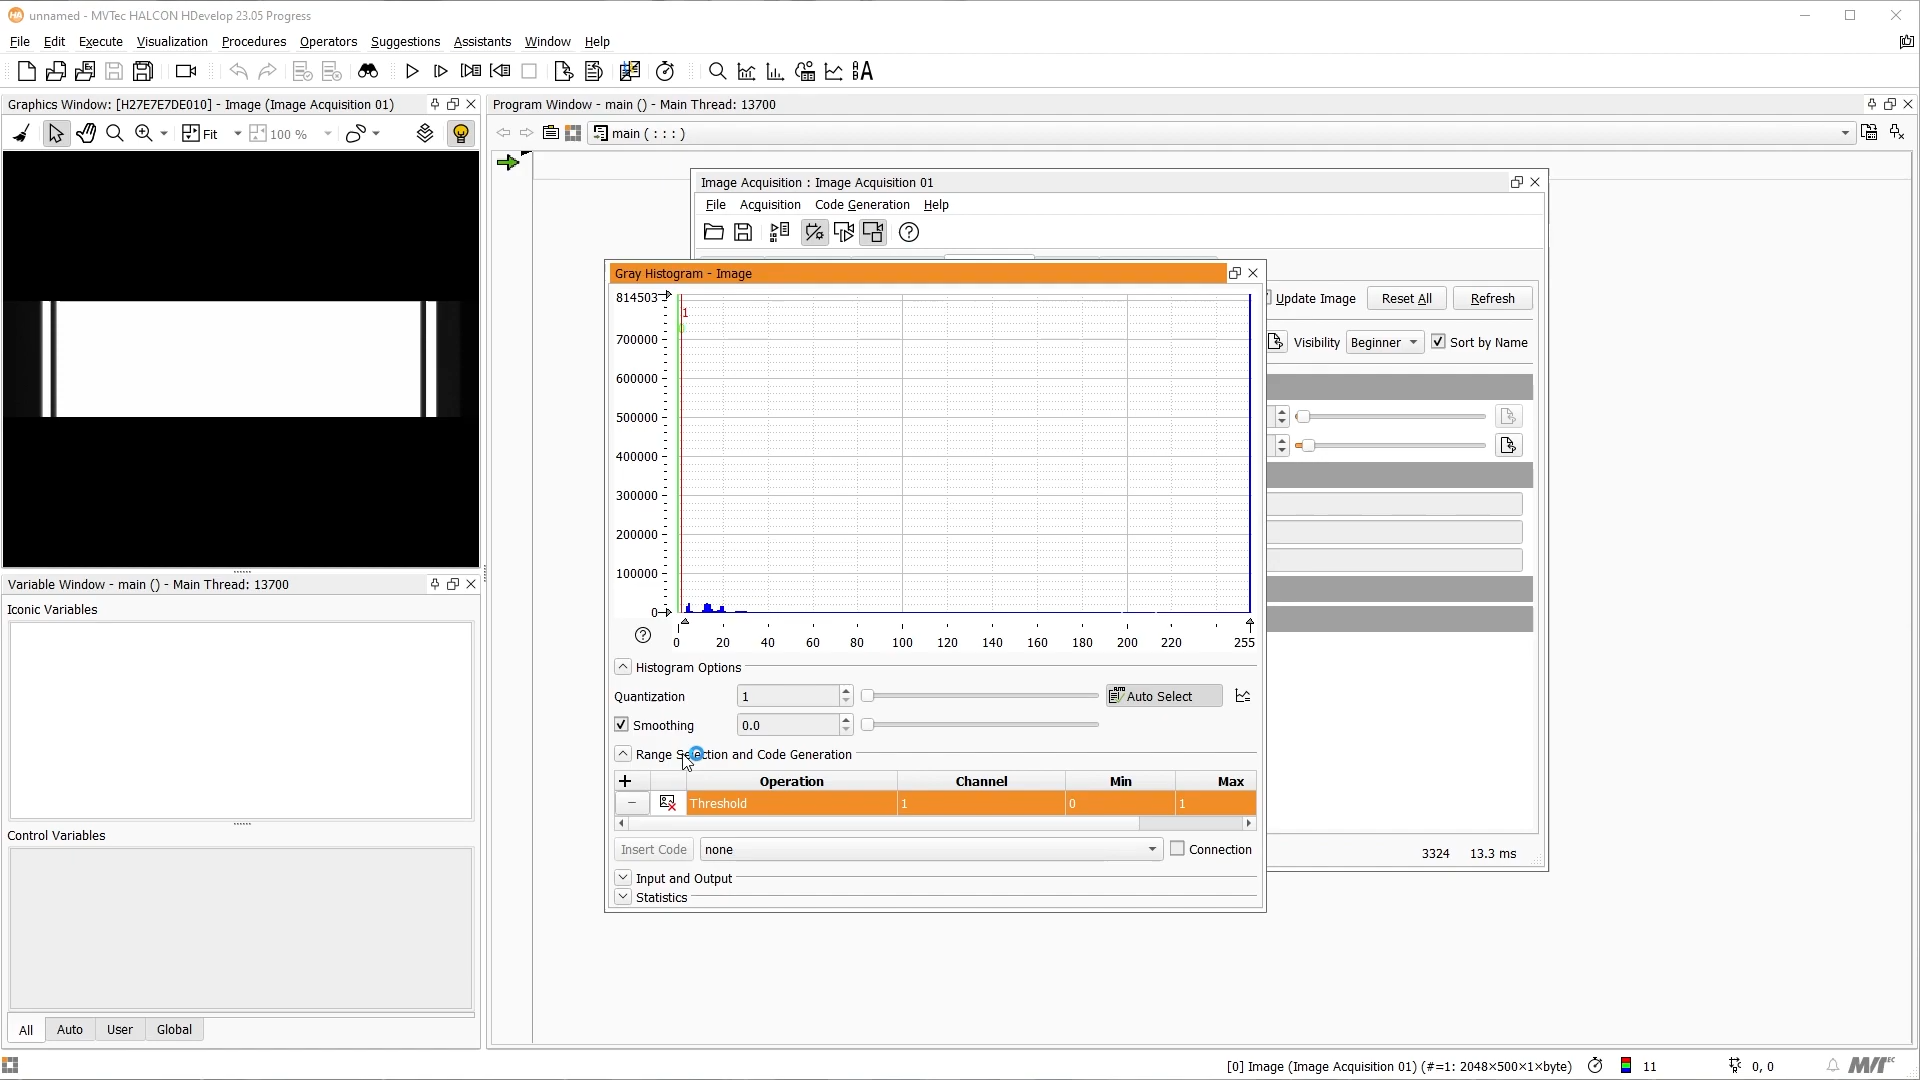 unnamed - MVTec HALCON HDevelop 23.05 Progress
File Edit Execute Visualization Procedures Operators Suggestions Assistants Window Help
Graphics Window: [H27E7E7DE010] - Image (Image Acquisition 01)
Program Window - main () - Main Thread: 13700
Fit
100 %
main ( : : : )
Image Acquisition : Image Acquisition 01
File Acquisition Code Generation Help
Gray Histogram - Image
814503
700000
600000
500000
400000
300000
200000
100000
0
1
0
0 20 40 60 80 100 120 140 160 180 200 220 255
Update Image Reset All Refresh
Visibility Beginner Sort by Name
Histogram Options
Quantization 1 Auto Select
Smoothing 0.0
Range Selection and Code Generation
+ Operation Channel Min Max
− Threshold 1 0 1
Insert Code none Connection
Input and Output
Statistics
3324 13.3 ms
Variable Window - main () - Main Thread: 13700
Iconic Variables
Control Variables
All Auto User Global
[0] Image (Image Acquisition 01) (#=1: 2048×500×1×byte) 11 0, 0
MVTEC